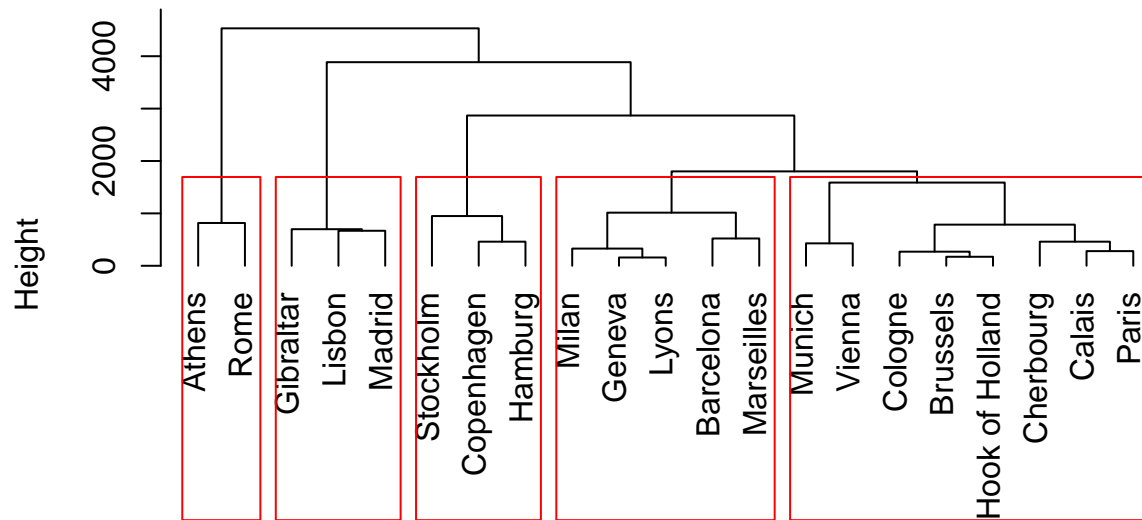 Height
4000
2000
0
Athens
Rome
Gibraltar
Lisbon
Madrid
Stockholm
Copenhagen
Hamburg
Milan
Geneva
Lyons
Barcelona
Marseilles
Munich
Vienna
Cologne
Brussels
Hook of Holland
Cherbourg
Calais
Paris